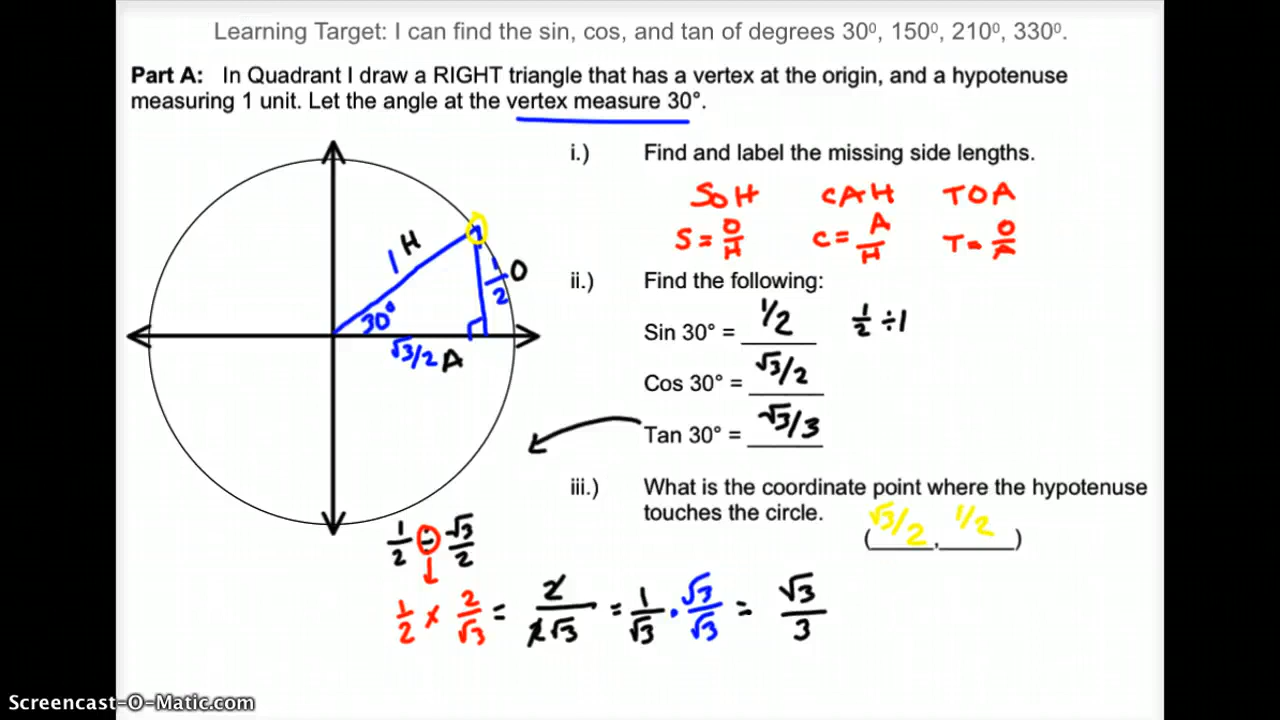 Learning Target: I can find the sin, cos, and tan of degrees 30⁰, 150⁰, 210⁰, 330⁰.
Part A: In Quadrant I draw a RIGHT triangle that has a vertex at the origin, and a hypotenuse
measuring 1 unit. Let the angle at the vertex measure 30°.
i.) Find and label the missing side lengths.
SOH CAH TOA
S = O/H C = A/H T = O/A
1 H
1/2 O
30°
√3/2 A
ii.) Find the following:
Sin 30° = 1/2 1/2 ÷ 1
Cos 30° = √3/2
Tan 30° = √3/3
iii.) What is the coordinate point where the hypotenuse
touches the circle.
(√3/2, 1/2)
1/2 ÷ √3/2
1/2 × 2/√3 = 2/2√3 = 1/√3 · √3/√3 = √3/3
Screencast-O-Matic.com